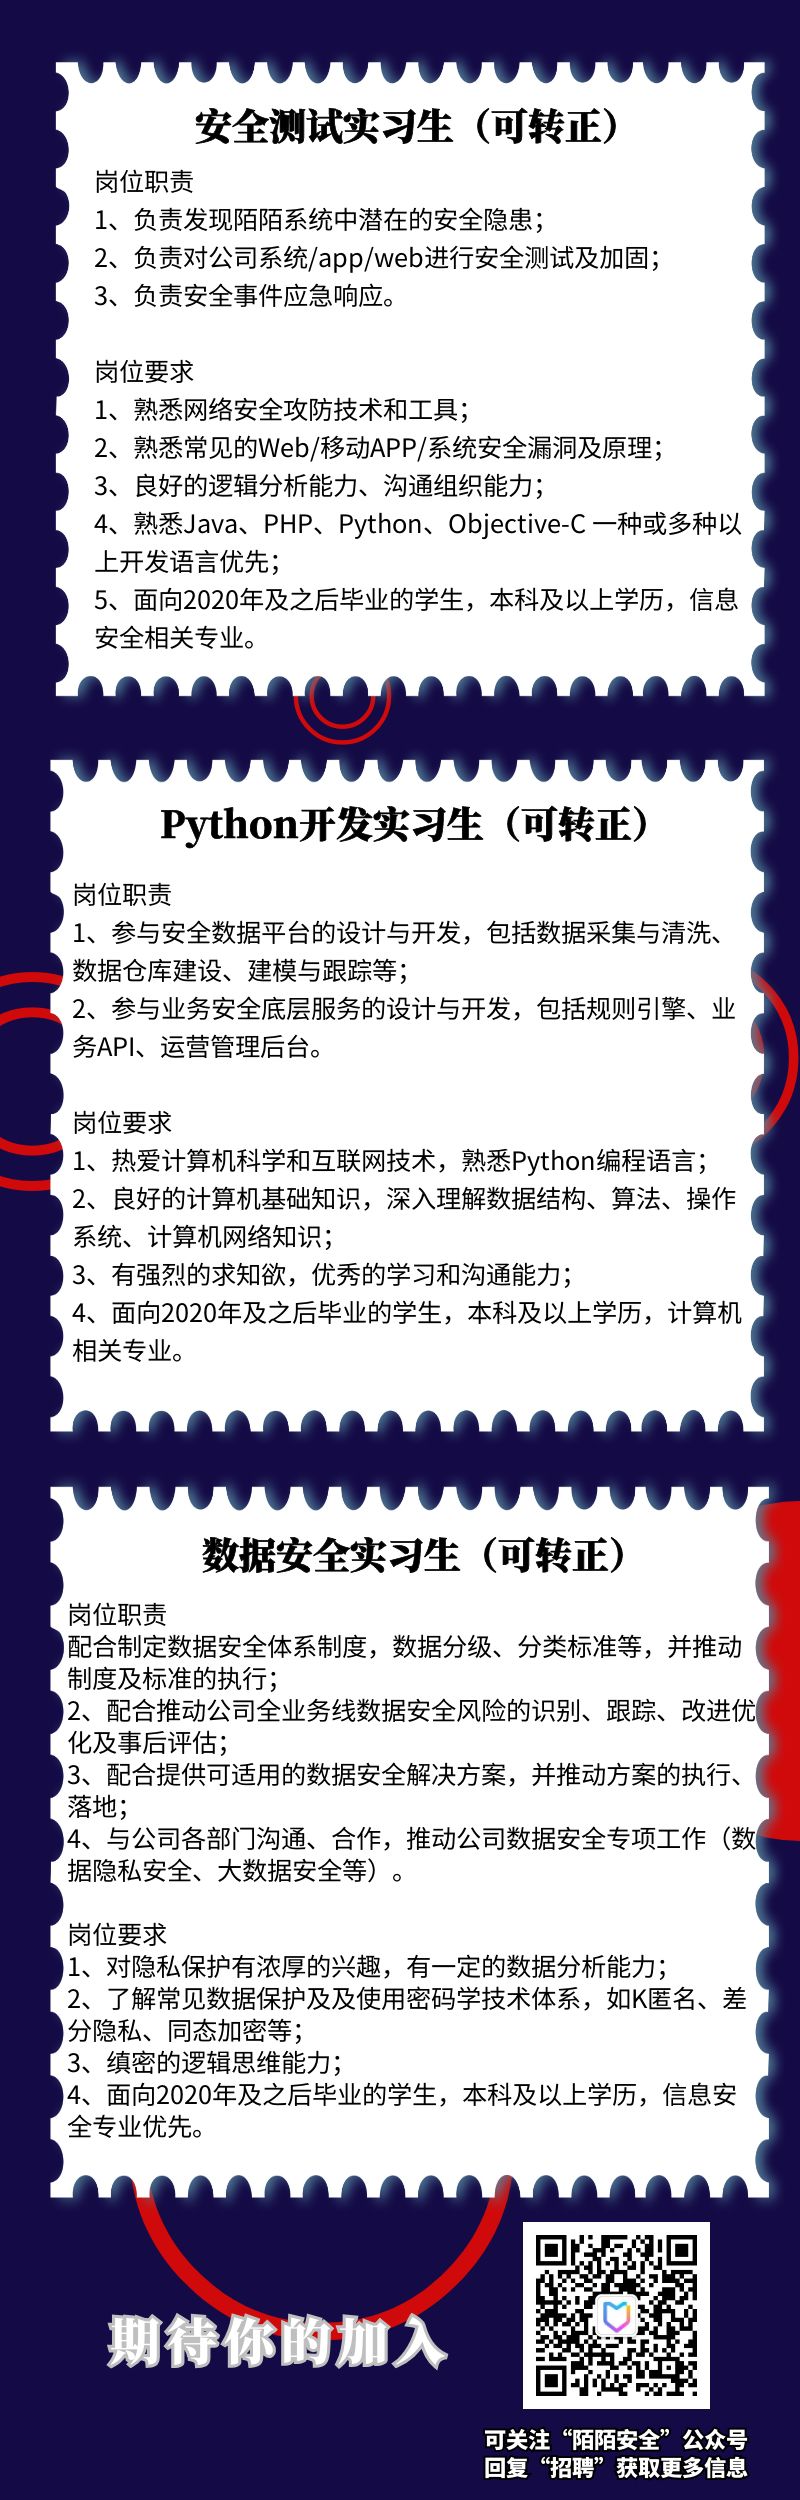 安全测试实习生（可转正）
岗位职责
1、负责发现陌陌系统中潜在的安全隐患；
2、负责对公司系统/app/web进行安全测试及加固；
3、负责安全事件应急响应。
岗位要求
1、熟悉网络安全攻防技术和工具；
2、熟悉常见的Web/移动APP/系统安全漏洞及原理；
3、良好的逻辑分析能力、沟通组织能力；
4、熟悉Java、PHP、Python、Objective-C 一种或多种以
上开发语言优先；
5、面向2020年及之后毕业的学生，本科及以上学历，信息
安全相关专业。
Python开发实习生（可转正）
岗位职责
1、参与安全数据平台的设计与开发，包括数据采集与清洗、
数据仓库建设、建模与跟踪等；
2、参与业务安全底层服务的设计与开发，包括规则引擎、业
务API、运营管理后台。
岗位要求
1、热爱计算机科学和互联网技术，熟悉Python编程语言；
2、良好的计算机基础知识，深入理解数据结构、算法、操作
系统、计算机网络知识；
3、有强烈的求知欲，优秀的学习和沟通能力；
4、面向2020年及之后毕业的学生，本科及以上学历，计算机
相关专业。
数据安全实习生（可转正）
岗位职责
配合制定数据安全体系制度，数据分级、分类标准等，并推动
制度及标准的执行；
2、配合推动公司全业务线数据安全风险的识别、跟踪、改进优
化及事后评估；
3、配合提供可适用的数据安全解决方案，并推动方案的执行、
落地；
4、与公司各部门沟通、合作，推动公司数据安全专项工作（数
据隐私安全、大数据安全等）。
岗位要求
1、对隐私保护有浓厚的兴趣，有一定的数据分析能力；
2、了解常见数据保护及及使用密码学技术体系，如K匿名、差
分隐私、同态加密等；
3、缜密的逻辑思维能力；
4、面向2020年及之后毕业的学生，本科及以上学历，信息安
全专业优先。
期待你的加入
可关注“陌陌安全”公众号
回复“招聘”获取更多信息